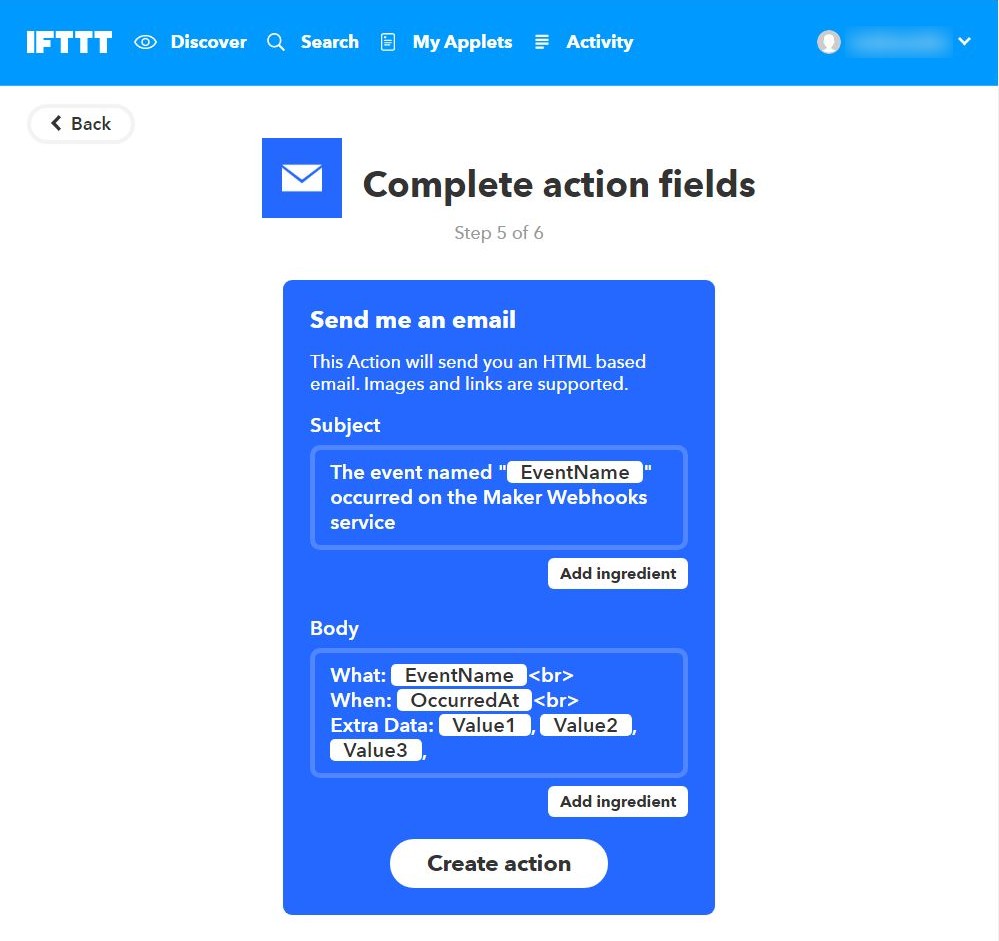 IFTTT Discover Search My Applets Activity
Back
Complete action fields
Step 5 of 6
Send me an email
This Action will send you an HTML based
email. Images and links are supported.
Subject
The event named " EventName "
occurred on the Maker Webhooks
service
Add ingredient
Body
What: EventName <br>
When: OccurredAt <br>
Extra Data: Value1 , Value2 ,
Value3 ,
Add ingredient
Create action